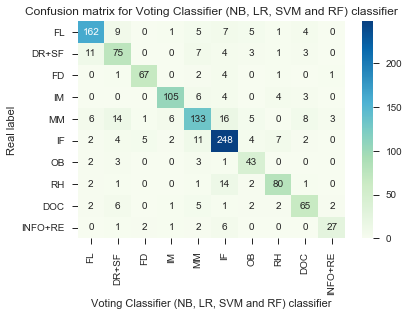 Confusion matrix for Voting Classifier (NB, LR, SVM and RF) classifier
FL 162 9 0 1 5 7 5 1 4 0
DR+SF 11 75 0 0 7 4 3 1 3 0
FD 0 1 67 0 2 4 0 1 0 1
IM 0 0 0 105 6 4 0 4 3 0
MM 6 14 1 6 133 16 5 0 8 3
IF 2 4 5 2 11 248 4 7 2 0
OB 2 3 0 0 3 1 43 0 0 0
RH 2 1 0 0 1 14 2 80 1 0
DOC 2 6 0 1 5 1 2 2 65 2
INFO+RE 0 1 2 1 2 6 0 0 1 27
FL DR+SF FD IM MM IF OB RH DOC INFO+RE
Real label
Voting Classifier (NB, LR, SVM and RF) classifier
200
150
100
50
0